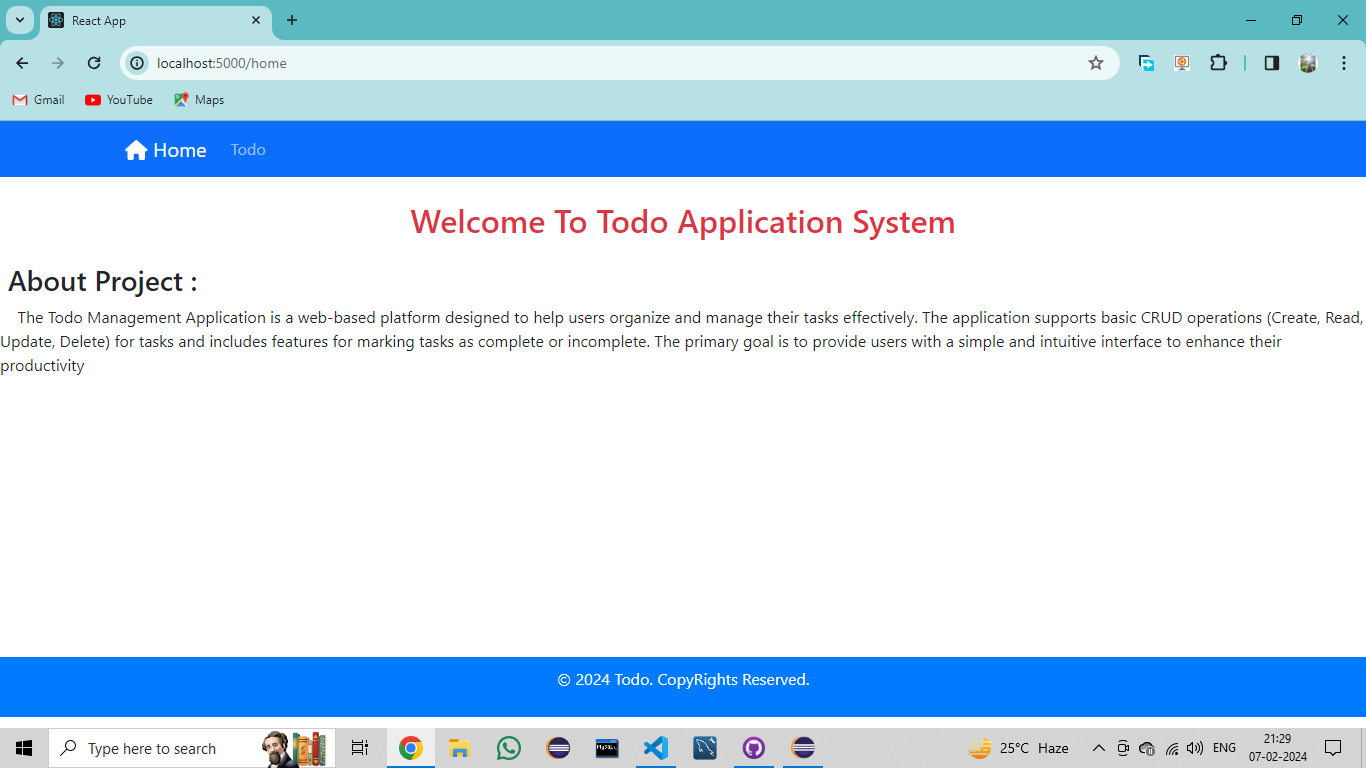 React App
localhost:5000/home
Gmail YouTube Maps
Home Todo
Welcome To Todo Application System
About Project :
The Todo Management Application is a web-based platform designed to help users organize and manage their tasks effectively. The application supports basic CRUD operations (Create, Read,
Update, Delete) for tasks and includes features for marking tasks as complete or incomplete. The primary goal is to provide users with a simple and intuitive interface to enhance their
productivity
© 2024 Todo. CopyRights Reserved.
Type here to search
MySQL
25°C Haze
ENG
21:29
07-02-2024